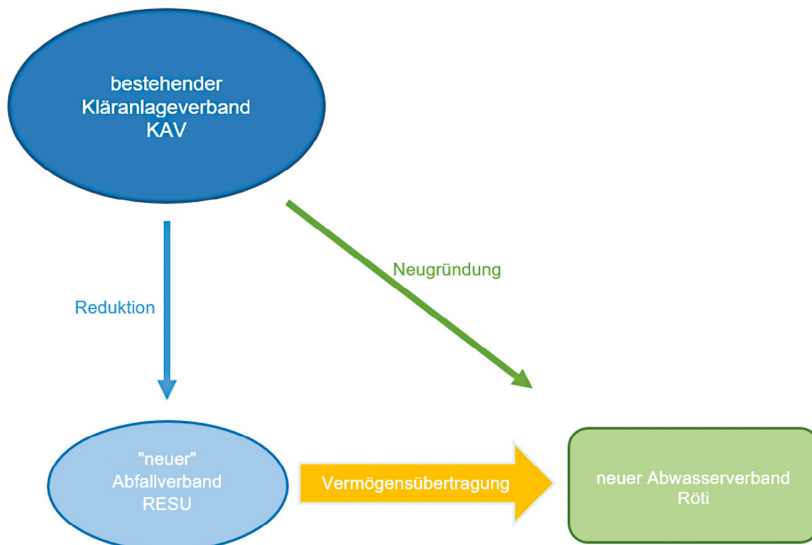 bestehender
Kläranlageverband
KAV
Neugründung
Reduktion
"neuer"
Abfallverband
RESU
Vermögensübertragung
neuer Abwasserverband
Röti